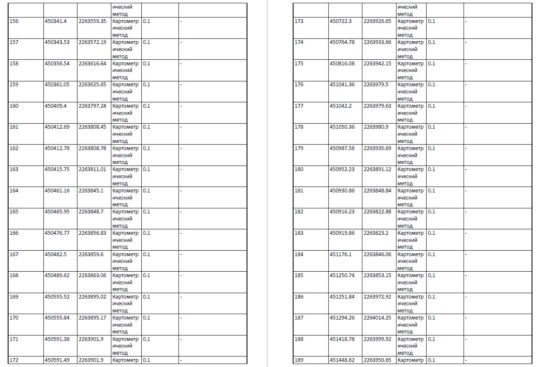 ический
метод
156 450341.4 2263559.35 Картометр 0.1 -
ический
метод
157 450343.53 2263572.19 Картометр 0.1 -
ический
метод
158 450356.54 2263616.64 Картометр 0.1 -
ический
метод
159 450361.05 2263625.65 Картометр 0.1 -
ический
метод
160 450409.4 2263797.24 Картометр 0.1 -
ический
метод
161 450412.69 2263808.45 Картометр 0.1 -
ический
метод
162 450412.78 2263808.78 Картометр 0.1 -
ический
метод
163 450415.75 2263811.01 Картометр 0.1 -
ический
метод
164 450461.16 2263845.1 Картометр 0.1 -
ический
метод
165 450465.95 2263848.7 Картометр 0.1 -
ический
метод
166 450476.77 2263856.83 Картометр 0.1 -
ический
метод
167 450482.5 2263859.6 Картометр 0.1 -
ический
метод
168 450489.62 2263863.06 Картометр 0.1 -
ический
метод
169 450555.52 2263895.02 Картометр 0.1 -
ический
метод
170 450555.84 2263895.17 Картометр 0.1 -
ический
метод
171 450591.38 2263901.9 Картометр 0.1 -
ический
метод
172 450591.49 2263901.9 Картометр 0.1 -
ический
метод
173 450722.3 2263926.65 Картометр 0.1 -
ический
метод
174 450764.76 2263933.66 Картометр 0.1 -
ический
метод
175 450816.08 2263942.15 Картометр 0.1 -
ический
метод
176 451041.36 2263979.5 Картометр 0.1 -
ический
метод
177 451042.2 2263979.63 Картометр 0.1 -
ический
метод
178 451050.36 2263980.9 Картометр 0.1 -
ический
метод
179 450987.58 2263935.69 Картометр 0.1 -
ический
метод
180 450952.23 2263891.12 Картометр 0.1 -
ический
метод
181 450930.86 2263848.84 Картометр 0.1 -
ический
метод
182 450916.23 2263822.88 Картометр 0.1 -
ический
метод
183 450919.86 2263823.2 Картометр 0.1 -
ический
метод
184 451176.1 2263846.06 Картометр 0.1 -
ический
метод
185 451250.74 2263853.15 Картометр 0.1 -
ический
метод
186 451251.84 2263972.92 Картометр 0.1 -
ический
метод
187 451294.26 2264014.25 Картометр 0.1 -
ический
метод
188 451418.78 2263999.92 Картометр 0.1 -
ический
метод
189 451448.62 2263956.65 Картометр 0.1 -